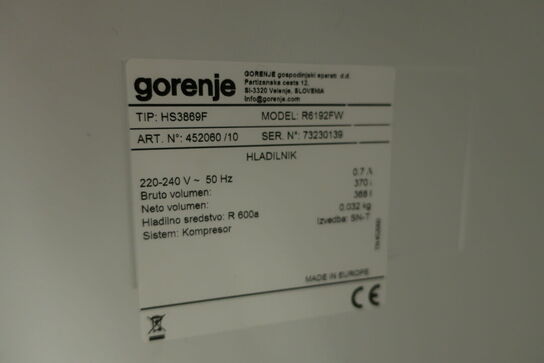 gorenje
GORENJE gospodinjski aparati d.d.
Partizanska cesta 12,
SI-3320 Velenje, SLOVENIA
Info@gorenje.com
TIP: HS3869F MODEL: R6192FW
ART. N°: 452060 /10 SER. N°: 73230139
HLADILNIK
220-240 V ~ 50 Hz 0.7 A
Bruto volumen: 370 l
Neto volumen: 368 l
Hladilno sredstvo: R 600a 0.032 kg
Sistem: Kompresor Izvedba: SN-T
MADE IN EUROPE
CE